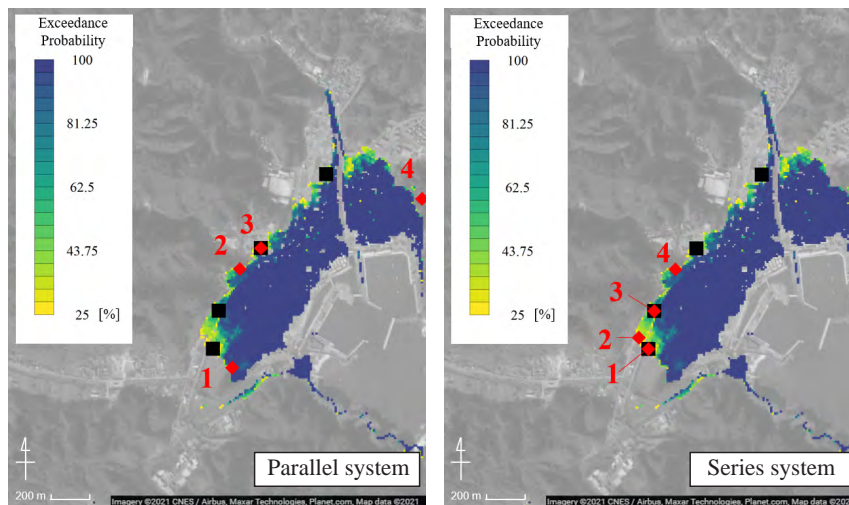 Exceedance
Probability
100
81.25
62.5
43.75
25 [%]
4
3
2
1
4
200 m
Parallel system
Imagery ©2021 CNES / Airbus, Maxar Technologies, Planet.com, Map data ©2021
Exceedance
Probability
100
81.25
62.5
43.75
25 [%]
4
3
2
1
4
200 m
Series system
Imagery ©2021 CNES / Airbus, Maxar Technologies, Planet.com, Map data ©2021